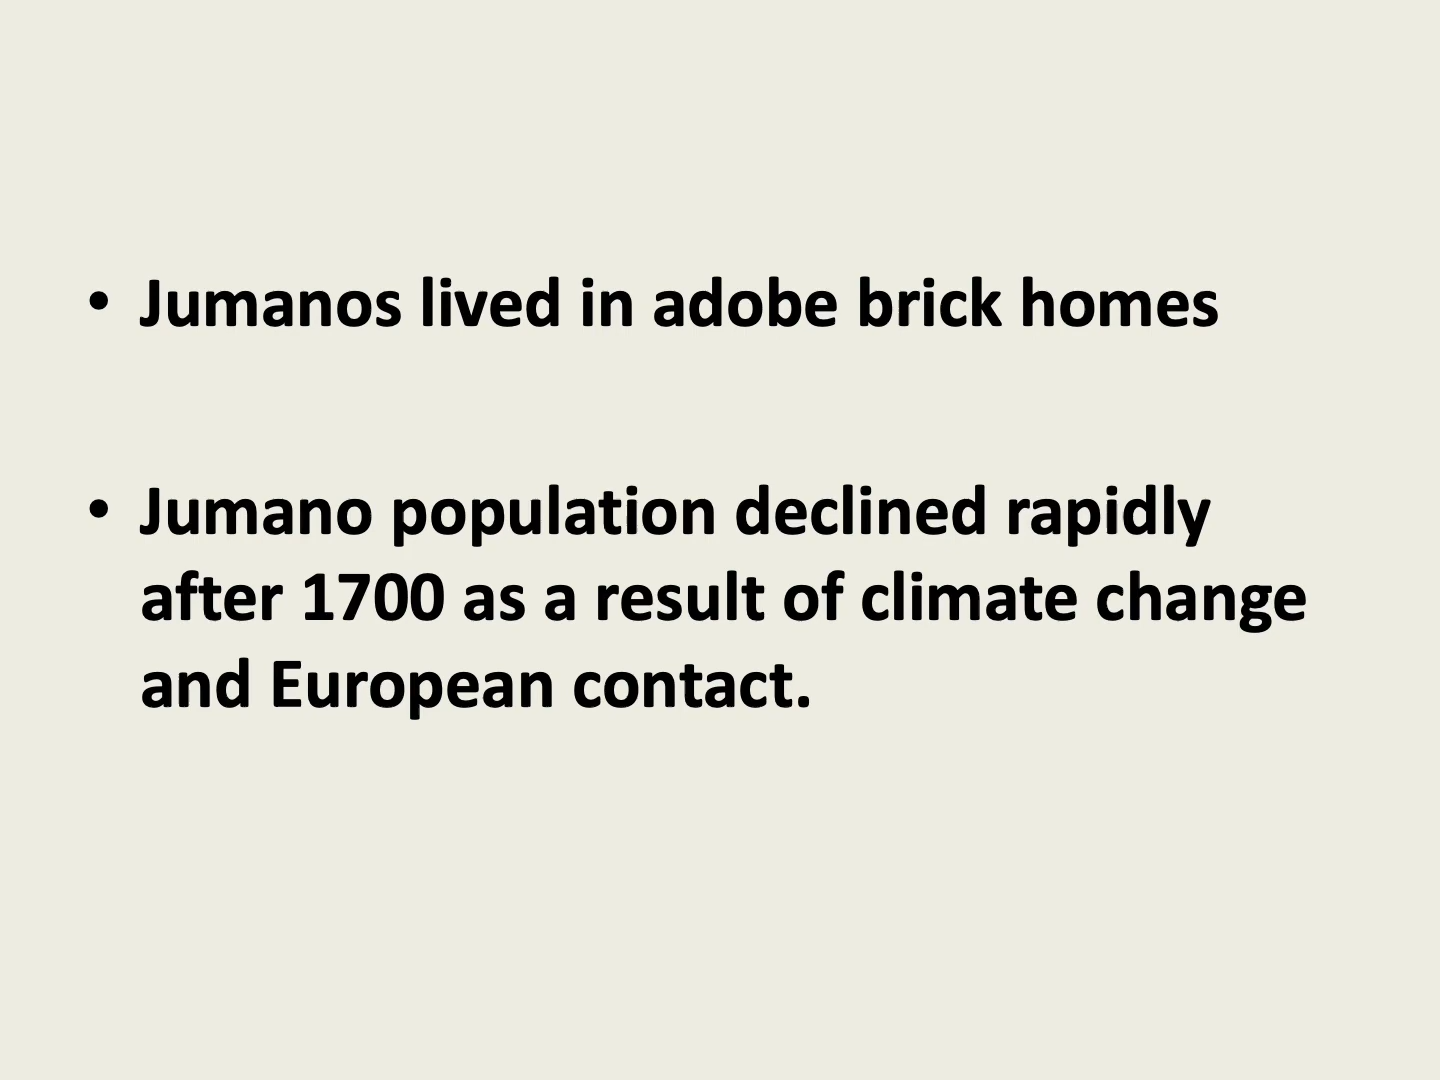 • Jumanos lived in adobe brick homes
• Jumano population declined rapidly
after 1700 as a result of climate change
and European contact.